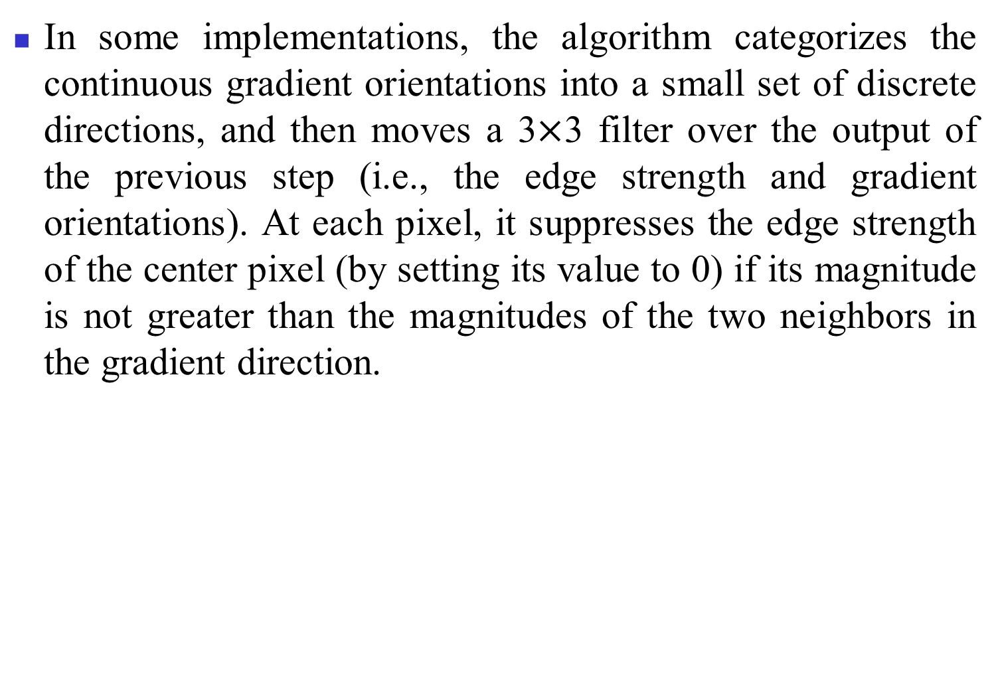 In some implementations, the algorithm categorizes the
continuous gradient orientations into a small set of discrete
directions, and then moves a 3×3 filter over the output of
the previous step (i.e., the edge strength and gradient
orientations). At each pixel, it suppresses the edge strength
of the center pixel (by setting its value to 0) if its magnitude
is not greater than the magnitudes of the two neighbors in
the gradient direction.